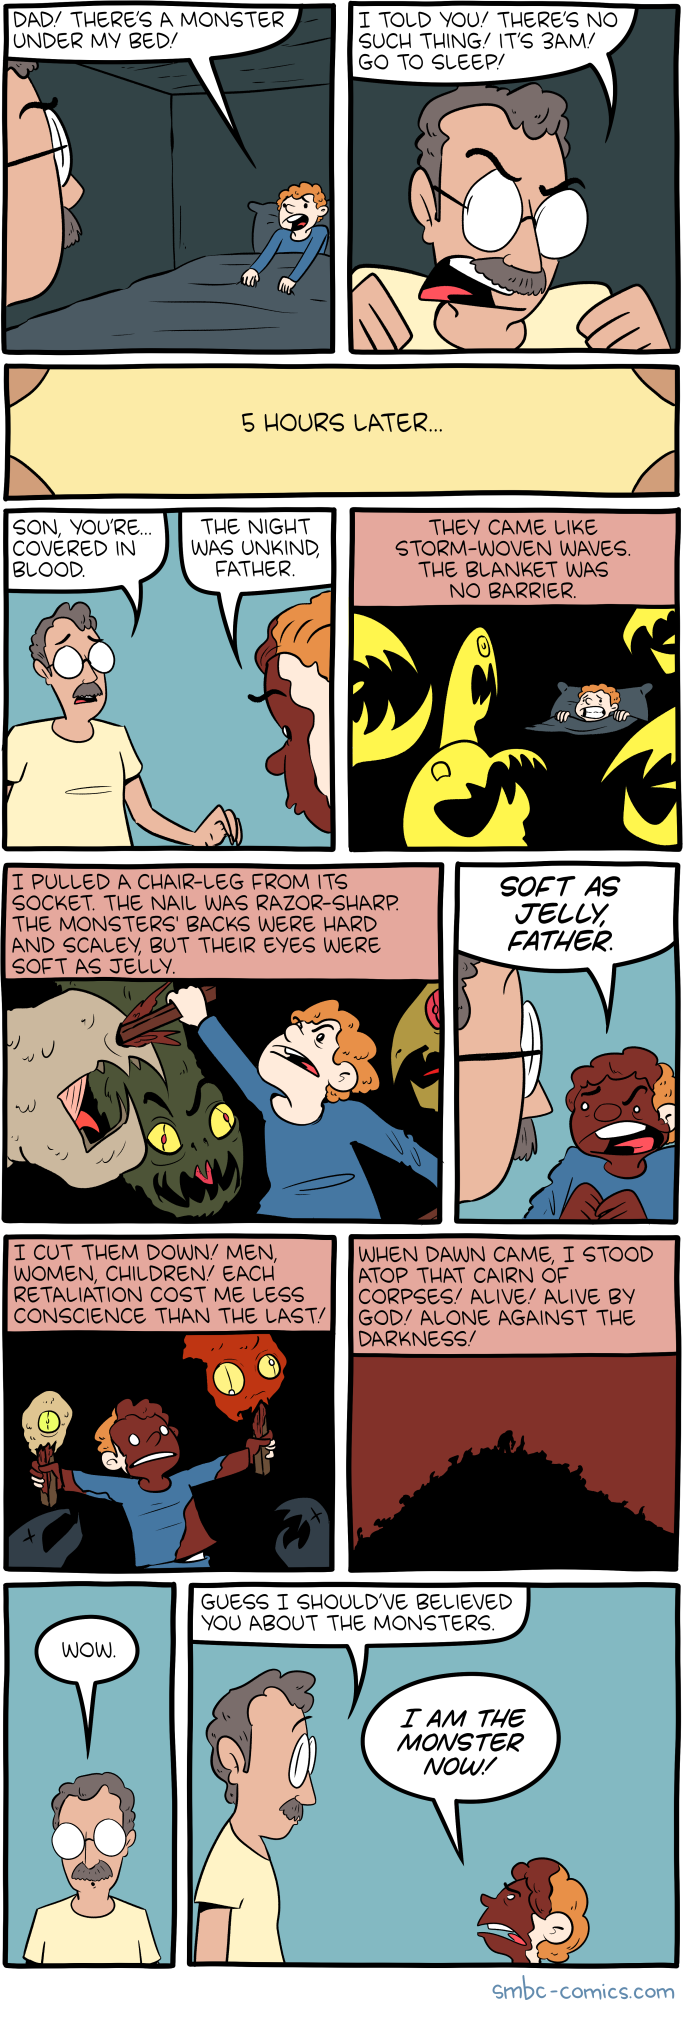 DAD! THERE'S A MONSTER
UNDER MY BED!
I TOLD YOU! THERE'S NO
SUCH THING! IT'S 3AM!
GO TO SLEEP!
5 HOURS LATER...
SON, YOU'RE...
COVERED IN
BLOOD.
THE NIGHT
WAS UNKIND,
FATHER.
THEY CAME LIKE
STORM-WOVEN WAVES.
THE BLANKET WAS
NO BARRIER.
I PULLED A CHAIR-LEG FROM ITS
SOCKET. THE NAIL WAS RAZOR-SHARP.
THE MONSTERS' BACKS WERE HARD
AND SCALEY, BUT THEIR EYES WERE
SOFT AS JELLY.
SOFT AS
JELLY,
FATHER.
I CUT THEM DOWN! MEN,
WOMEN, CHILDREN! EACH
RETALIATION COST ME LESS
CONSCIENCE THAN THE LAST!
WHEN DAWN CAME, I STOOD
ATOP THAT CAIRN OF
CORPSES! ALIVE! ALIVE BY
GOD! ALONE AGAINST THE
DARKNESS!
WOW.
GUESS I SHOULD'VE BELIEVED
YOU ABOUT THE MONSTERS.
I AM THE
MONSTER
NOW!
smbc-comics.com